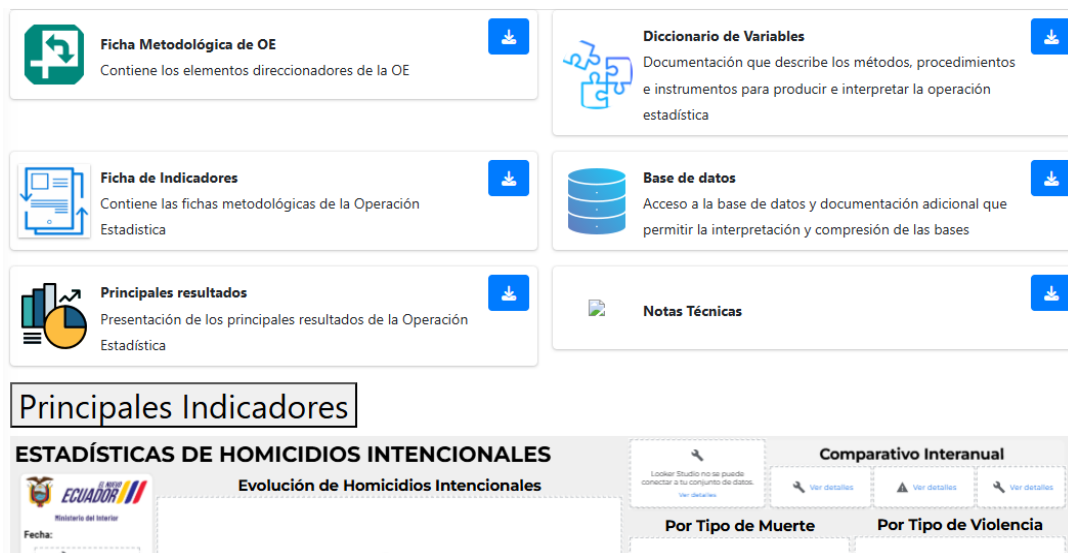 Ficha Metodológica de OE
Contiene los elementos direccionadores de la OE
Diccionario de Variables
Documentación que describe los métodos, procedimientos
e instrumentos para producir e interpretar la operación
estadística
Ficha de Indicadores
Contiene las fichas metodológicas de la Operación
Estadistica
Base de datos
Acceso a la base de datos y documentación adicional que
permitir la interpretación y compresión de las bases
Principales resultados
Presentación de los principales resultados de la Operación
Estadística
Notas Técnicas
Principales Indicadores
ESTADÍSTICAS DE HOMICIDIOS INTENCIONALES
EL NUEVO
ECUADOR
Ministerio del Interior
Fecha:
Evolución de Homicidios Intencionales
Looker Studio no se puede
conectar a tu conjunto de datos.
Ver detalles
Comparativo Interanual
Ver detalles
Ver detalles
Ver detalles
Por Tipo de Muerte
Por Tipo de Violencia